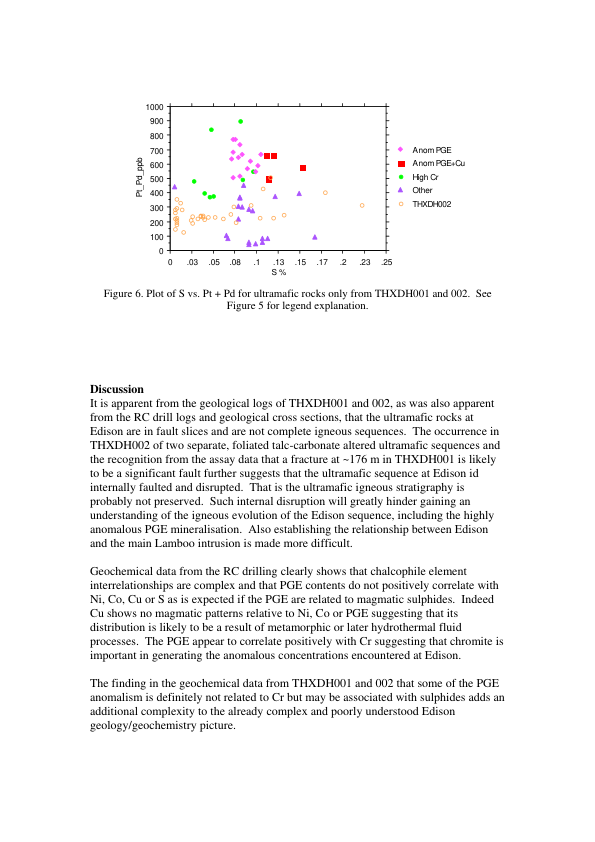 1000
900
800
700
600
500
400
300
200
100
0
Pt_Pd_ppb
0 .03 .05 .08 .1 .13 .15 .17 .2 .23 .25
S %
Anom PGE
Anom PGE+Cu
High Cr
Other
THXDH002
Figure 6. Plot of S vs. Pt + Pd for ultramafic rocks only from THXDH001 and 002. See
Figure 5 for legend explanation.
Discussion
It is apparent from the geological logs of THXDH001 and 002, as was also apparent
from the RC drill logs and geological cross sections, that the ultramafic rocks at
Edison are in fault slices and are not complete igneous sequences. The occurrence in
THXDH002 of two separate, foliated talc-carbonate altered ultramafic sequences and
the recognition from the assay data that a fracture at ~176 m in THXDH001 is likely
to be a significant fault further suggests that the ultramafic sequence at Edison id
internally faulted and disrupted. That is the ultramafic igneous stratigraphy is
probably not preserved. Such internal disruption will greatly hinder gaining an
understanding of the igneous evolution of the Edison sequence, including the highly
anomalous PGE mineralisation. Also establishing the relationship between Edison
and the main Lamboo intrusion is made more difficult.
Geochemical data from the RC drilling clearly shows that chalcophile element
interrelationships are complex and that PGE contents do not positively correlate with
Ni, Co, Cu or S as is expected if the PGE are related to magmatic sulphides. Indeed
Cu shows no magmatic patterns relative to Ni, Co or PGE suggesting that its
distribution is likely to be a result of metamorphic or later hydrothermal fluid
processes. The PGE appear to correlate positively with Cr suggesting that chromite is
important in generating the anomalous concentrations encountered at Edison.
The finding in the geochemical data from THXDH001 and 002 that some of the PGE
anomalism is definitely not related to Cr but may be associated with sulphides adds an
additional complexity to the already complex and poorly understood Edison
geology/geochemistry picture.